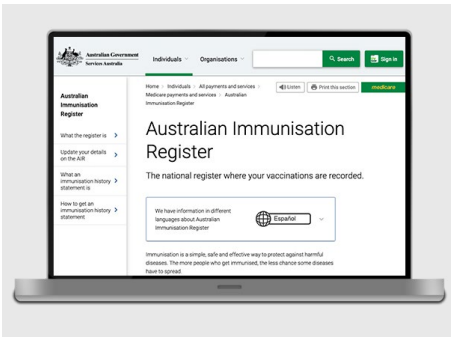 Australian Government
Services Australia
Individuals
Organisations
Search
Sign in
Home
Individuals
All payments and services
Medicare payments and services
Australian
Immunisation Register
Listen
Print this section
medicare
Australian
Immunisation
Register
What the register is
Update your details
on the AIR
What an
immunisation history
statement is
How to get an
immunisation history
statement
Australian Immunisation
Register
The national register where your vaccinations are recorded.
We have information in different
languages about Australian
Immunisation Register
Español
Immunisation is a simple, safe and effective way to protect against harmful
diseases. The more people who get immunised, the less chance some diseases
have to spread